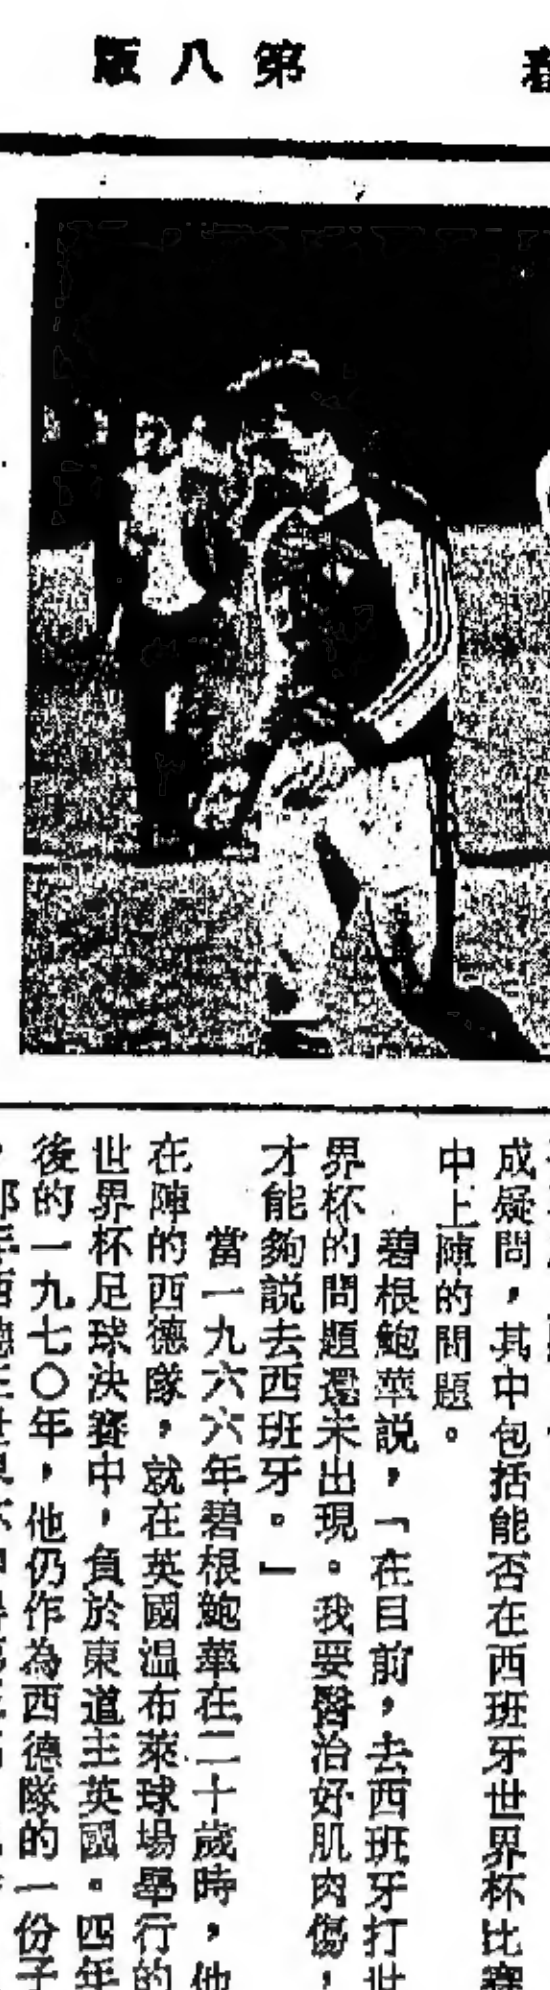 第八版
成疑問，其中包括能否在西班牙世界杯比賽
中上陣的問題。
碧根鮑華説，「在目前，去西班牙打世
界杯的問題還未出現。我要醫治好肌肉傷，
才能夠説去西班牙。」
當一九六六年碧根鮑華在二十歲時，他
在陣的西德隊，就在英國温布萊球場舉行的
世界杯足球決賽中，負於東道主英國。四年
後的一九七〇年，他仍作為西德隊的一份子